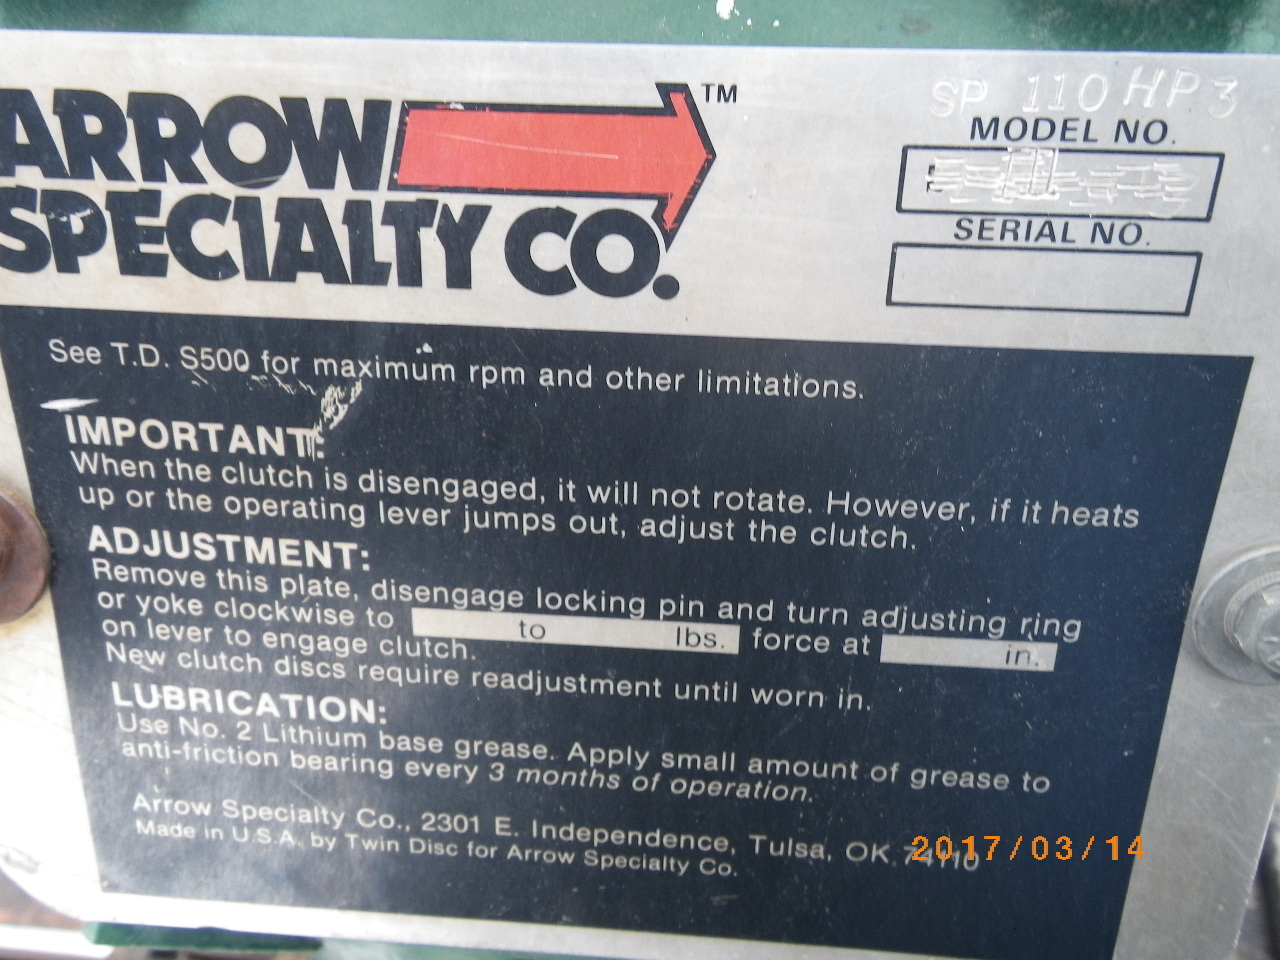 ARROW
SPECIALTY CO.
TM
SP 110 HP 3
MODEL NO.
SERIAL NO.
See T.D. S500 for maximum rpm and other limitations.
IMPORTANT:
When the clutch is disengaged, it will not rotate. However, if it heats
up or the operating lever jumps out, adjust the clutch.
ADJUSTMENT:
Remove this plate, disengage locking pin and turn adjusting ring
or yoke clockwise to to lbs. force at in.
on lever to engage clutch.
New clutch discs require readjustment until worn in.
LUBRICATION:
Use No. 2 Lithium base grease. Apply small amount of grease to
anti-friction bearing every 3 months of operation.
Arrow Specialty Co., 2301 E. Independence, Tulsa, OK 74110
Made in U.S.A. by Twin Disc for Arrow Specialty Co.
2017/03/14